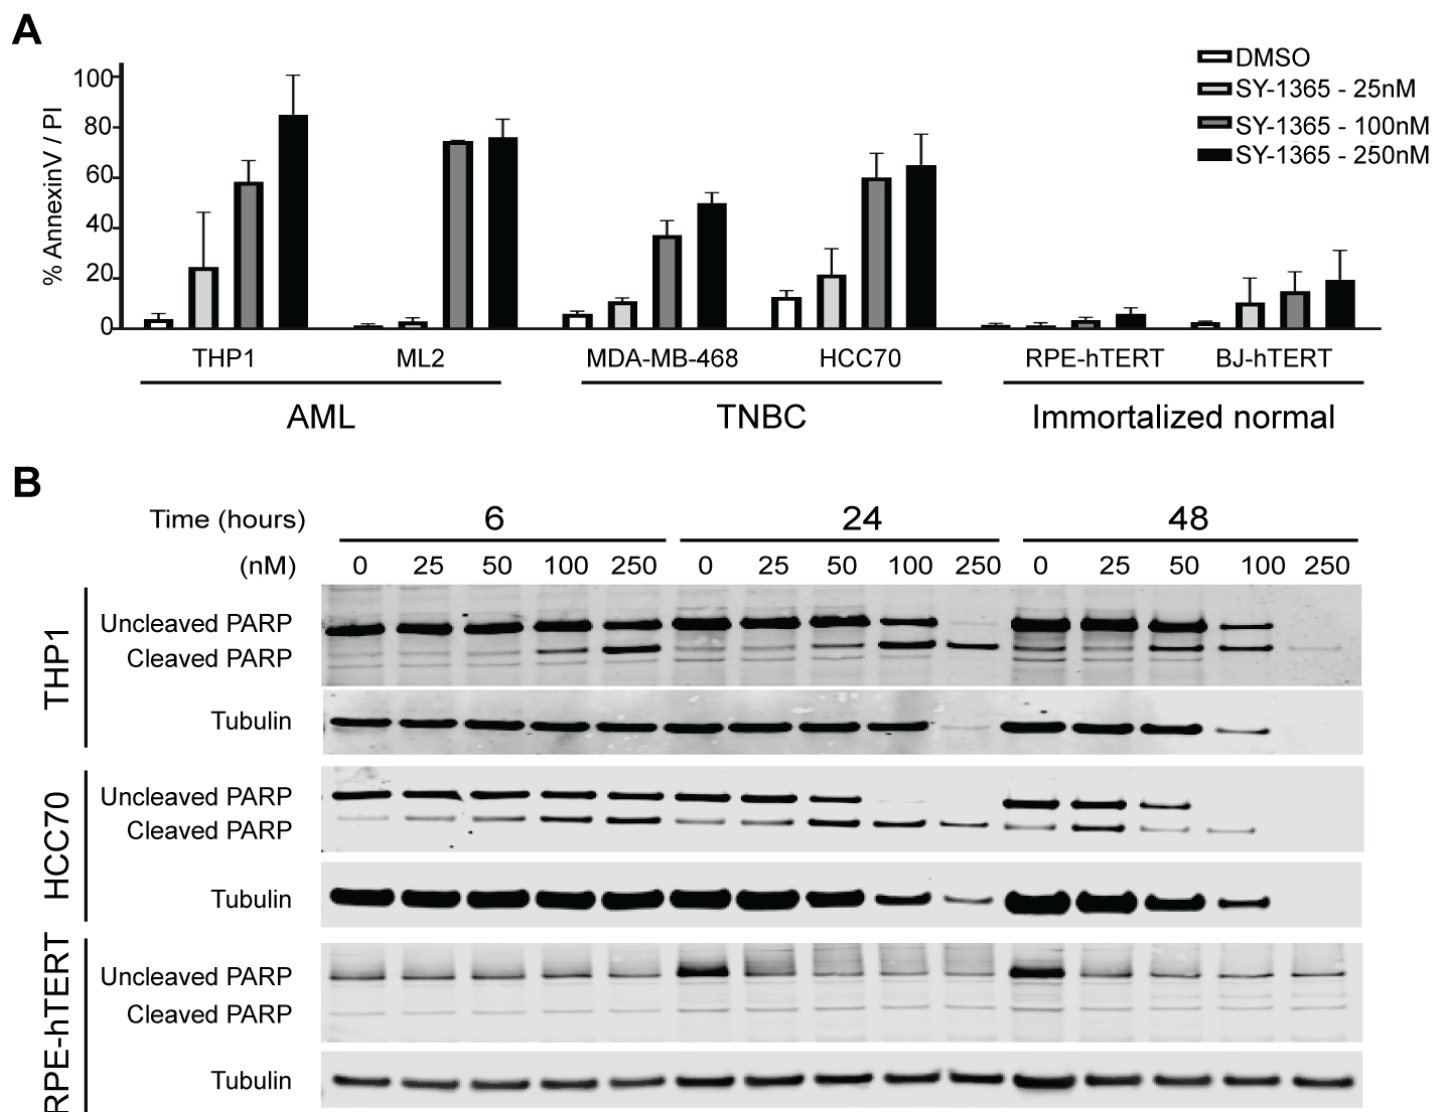 A
DMSO
SY-1365 - 25nM
SY-1365 - 100nM
SY-1365 - 250nM
% AnnexinV / PI
100
80
60
40
20
0
THP1 ML2 MDA-MB-468 HCC70 RPE-hTERT BJ-hTERT
AML TNBC Immortalized normal
B
Time (hours) 6 24 48
(nM) 0 25 50 100 250 0 25 50 100 250 0 25 50 100 250
THP1
Uncleaved PARP
Cleaved PARP
Tubulin
HCC70
Uncleaved PARP
Cleaved PARP
Tubulin
RPE-hTERT
Uncleaved PARP
Cleaved PARP
Tubulin